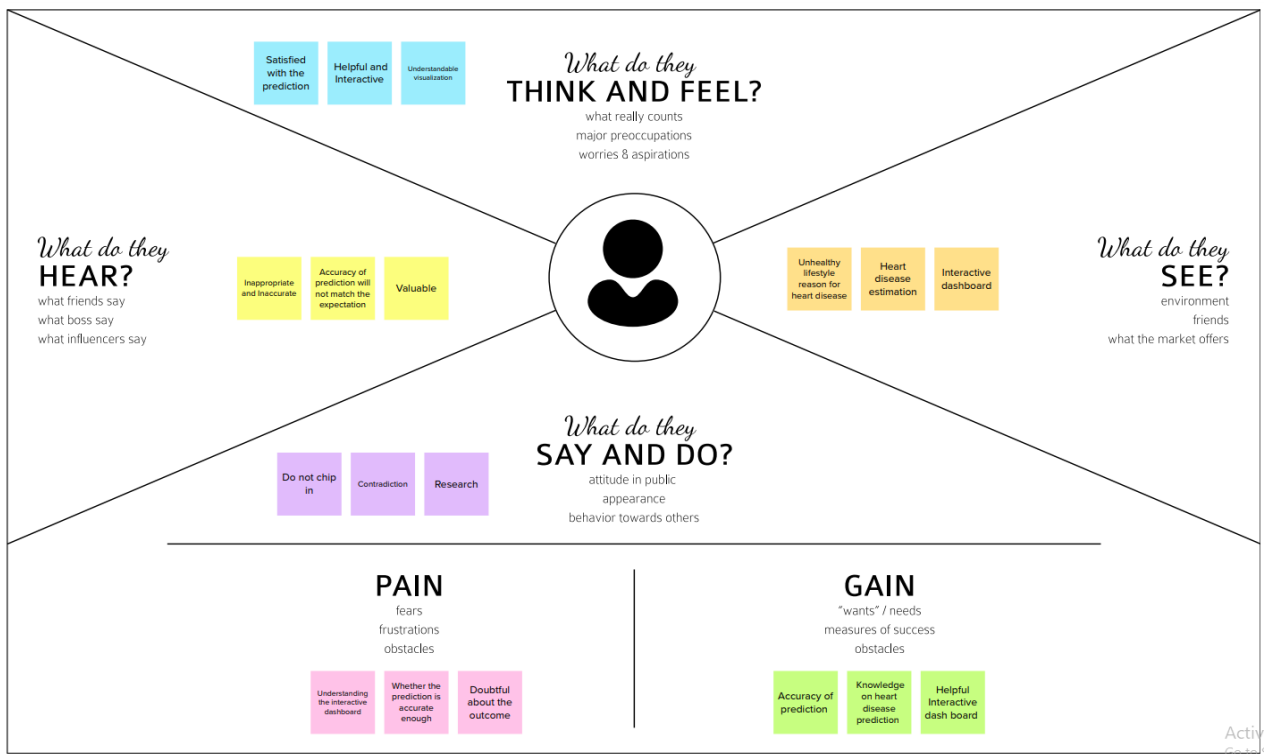 Satisfied
with the
prediction
Helpful and
Interactive
Understandable
visualization
What do they
THINK AND FEEL?
what really counts
major preoccupations
worries & aspirations
What do they
HEAR?
what friends say
what boss say
what influencers say
Inappropriate
and Inaccurate
Accuracy of
prediction will
not match the
expectation
Valuable
Unhealthy
lifestyle
reason for
heart disease
Heart
disease
estimation
Interactive
dashboard
What do they
SEE?
environment
friends
what the market offers
What do they
SAY AND DO?
attitude in public
appearance
behavior towards others
Do not chip
in
Contradiction
Research
PAIN
fears
frustrations
obstacles
Understanding
the interactive
dashboard
Whether the
prediction is
accurate
enough
Doubtful
about the
outcome
GAIN
"wants" / needs
measures of success
obstacles
Accuracy of
prediction
Knowledge
on heart
disease
prediction
Helpful
Interactive
dash board
Activ